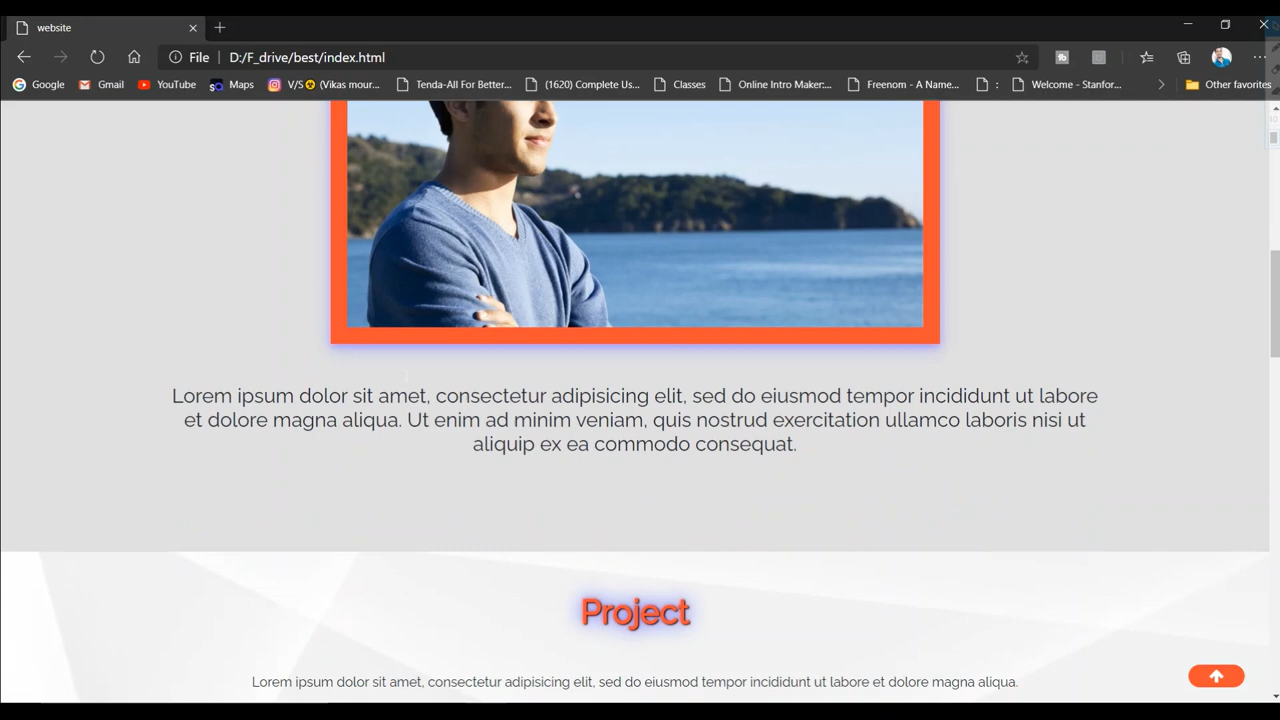 website
File
D:/F_drive/best/index.html
Google
Gmail
YouTube
Maps
V/S☢(Vikas mour...
Tenda-All For Better...
(1620) Complete Us...
Classes
Online Intro Maker:...
Freenom - A Name...
:
Welcome - Stanfor...
Other favorites
Lorem ipsum dolor sit amet, consectetur adipisicing elit, sed do eiusmod tempor incididunt ut labore
et dolore magna aliqua. Ut enim ad minim veniam, quis nostrud exercitation ullamco laboris nisi ut
aliquip ex ea commodo consequat.
Project
Lorem ipsum dolor sit amet, consectetur adipisicing elit, sed do eiusmod tempor incididunt ut labore et dolore magna aliqua.